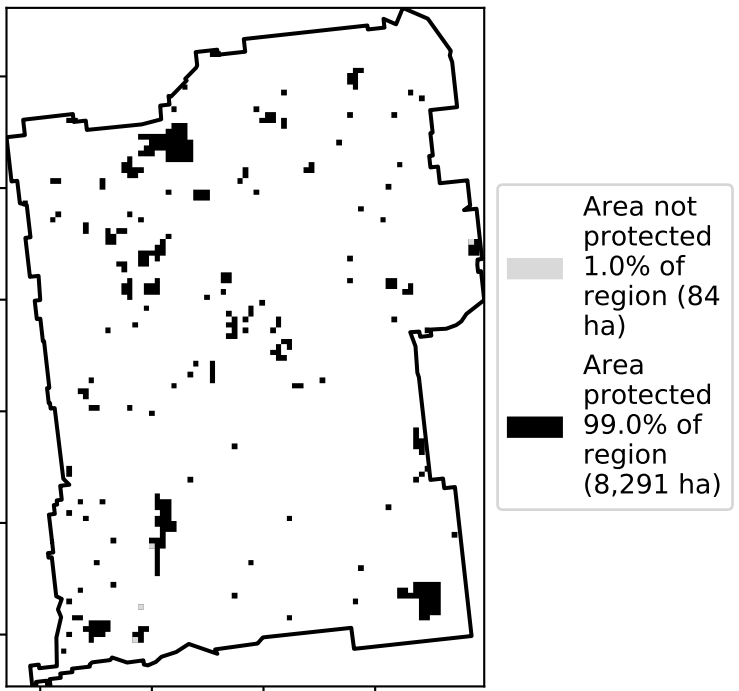 Area not
protected
1.0% of
region (84
ha)
Area
protected
99.0% of
region
(8,291 ha)